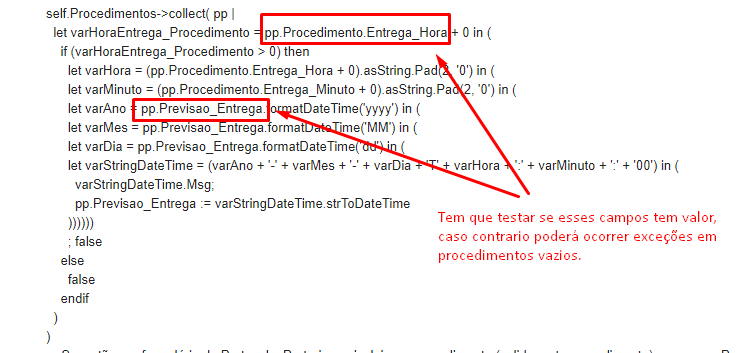 self.Procedimentos->collect( pp |
let varHoraEntrega_Procedimento = pp.Procedimento.Entrega_Hora + 0 in (
if (varHoraEntrega_Procedimento > 0) then
let varHora = (pp.Procedimento.Entrega_Hora + 0).asString.Pad(2, '0') in (
let varMinuto = (pp.Procedimento.Entrega_Minuto + 0).asString.Pad(2, '0') in (
let varAno = pp.Previsao_Entrega.formatDateTime('yyyy') in (
let varMes = pp.Previsao_Entrega.formatDateTime('MM') in (
let varDia = pp.Previsao_Entrega.formatDateTime('dd') in (
let varStringDateTime = (varAno + '-' + varMes + '-' + varDia + 'T' + varHora + ':' + varMinuto + ':' + '00') in (
varStringDateTime.Msg;
pp.Previsao_Entrega := varStringDateTime.strToDateTime
))))))
; false
else
false
endif
)
)
Tem que testar se esses campos tem valor,
caso contrario poderá ocorrer exceções em
procedimentos vazios.